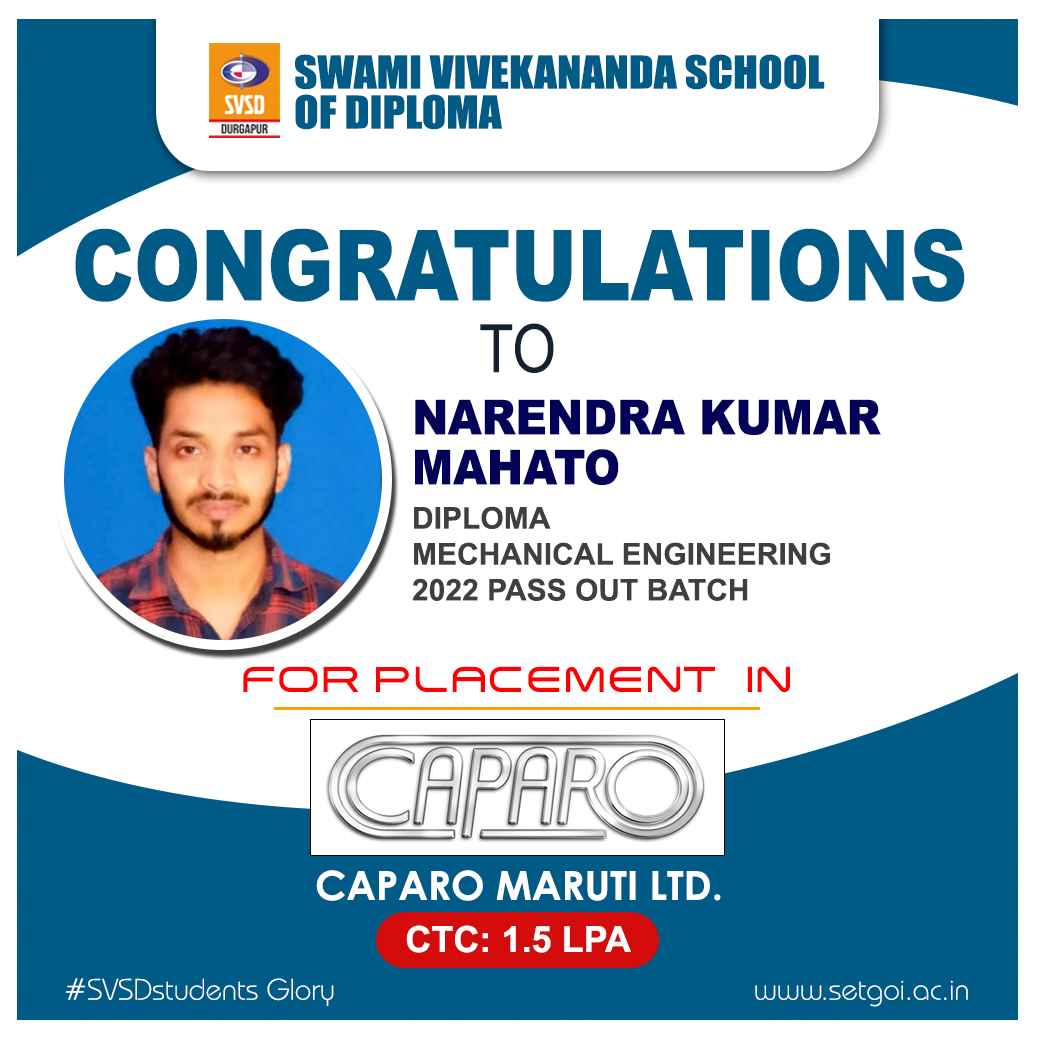 SVSD
DURGAPUR
SWAMI VIVEKANANDA SCHOOL
OF DIPLOMA
CONGRATULATIONS
TO
NARENDRA KUMAR
MAHATO
DIPLOMA
MECHANICAL ENGINEERING
2022 PASS OUT BATCH
FOR PLACEMENT IN
CAPARO
CAPARO MARUTI LTD.
CTC: 1.5 LPA
#SVSDstudents Glory
www.setgoi.ac.in